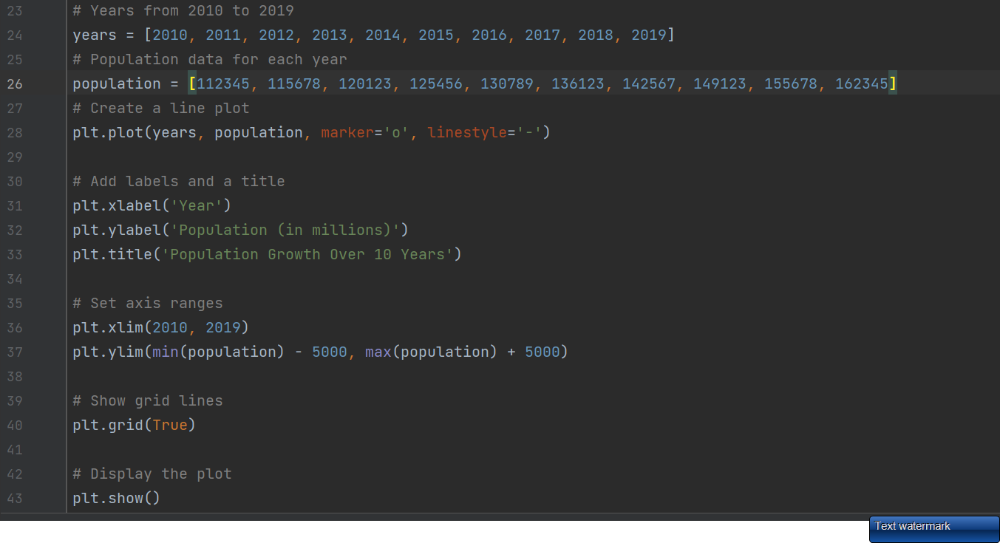 23 # Years from 2010 to 2019
24 years = [2010, 2011, 2012, 2013, 2014, 2015, 2016, 2017, 2018, 2019]
25 # Population data for each year
26 population = [112345, 115678, 120123, 125456, 130789, 136123, 142567, 149123, 155678, 162345]
27 # Create a line plot
28 plt.plot(years, population, marker='o', linestyle='-')
29
30 # Add labels and a title
31 plt.xlabel('Year')
32 plt.ylabel('Population (in millions)')
33 plt.title('Population Growth Over 10 Years')
34
35 # Set axis ranges
36 plt.xlim(2010, 2019)
37 plt.ylim(min(population) - 5000, max(population) + 5000)
38
39 # Show grid lines
40 plt.grid(True)
41
42 # Display the plot
43 plt.show()
Text watermark